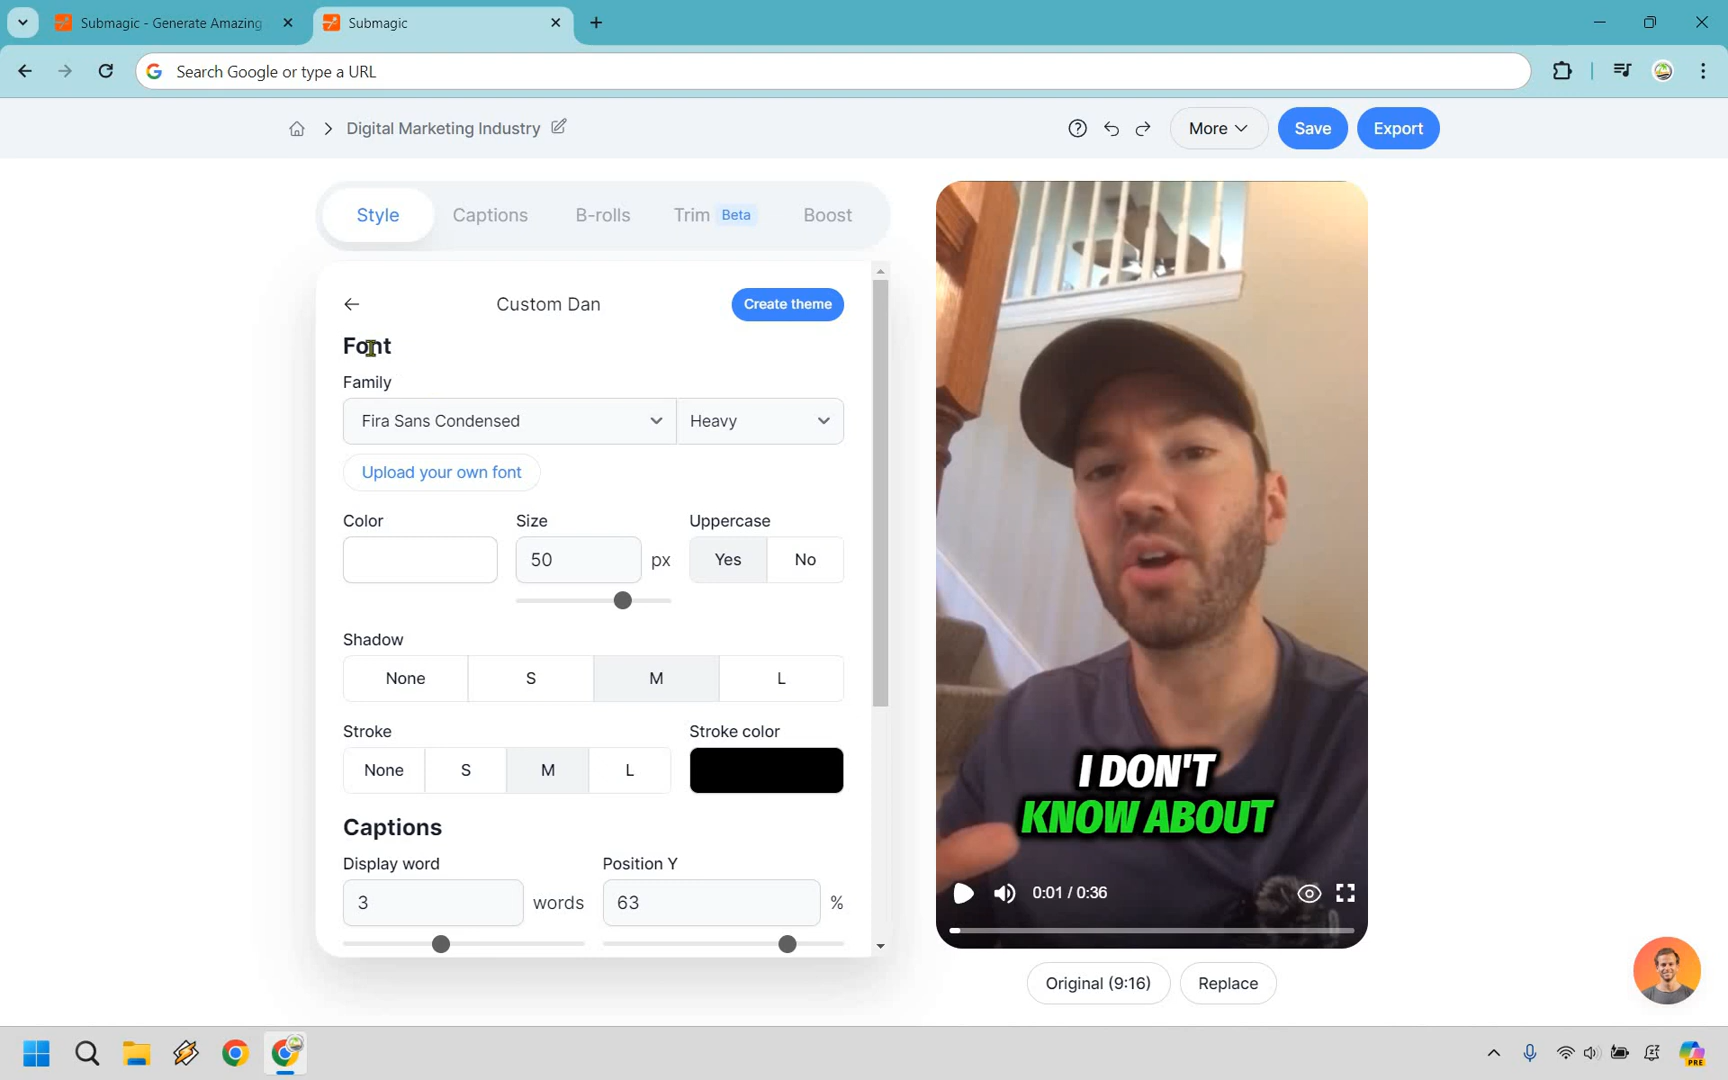 Submagic - Generate Amazing
Submagic
Search Google or type a URL
Digital Marketing Industry
More
Save
Export
Style
Captions
B-rolls
Trim Beta
Boost
Custom Dan
Create theme
Font
Family
Fira Sans Condensed
Heavy
Upload your own font
Color
Size
Uppercase
50
px
Yes
No
Shadow
None
S
M
L
Stroke
Stroke color
None
S
M
L
Captions
Display word
Position Y
3
words
63
%
I DON'T
KNOW ABOUT
0:01 / 0:36
Original (9:16)
Replace
PRE